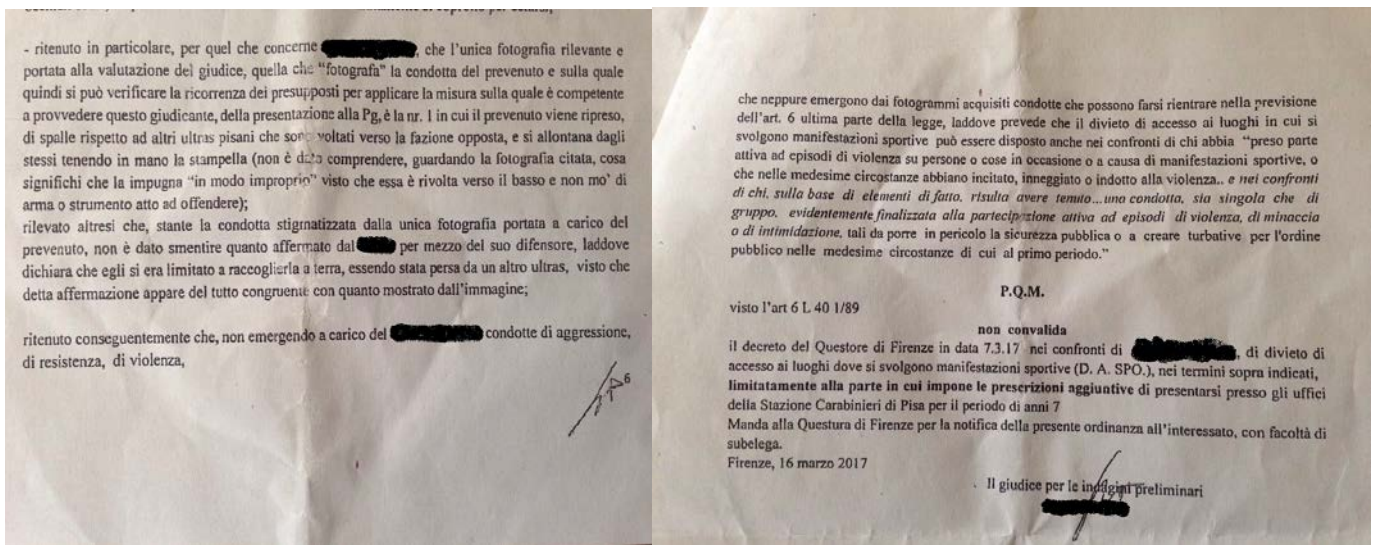 - ritenuto in particolare, per quel che concerne , che l'unica fotografia rilevante e
portata alla valutazione del giudice, quella che "fotografa" la condotta del prevenuto e sulla quale
quindi si può verificare la ricorrenza dei presupposti per applicare la misura sulla quale è competente
a provvedere questo giudicante, della presentazione alla Pg, è la nr. 1 in cui il prevenuto viene ripreso,
di spalle rispetto ad altri ultras pisani che sono voltati verso la fazione opposta, e si allontana dagli
stessi tenendo in mano la stampella (non è dato comprendere, guardando la fotografia citata, cosa
significhi che la impugna "in modo improprio" visto che essa è rivolta verso il basso e non mo' di
arma o strumento atto ad offendere);
rilevato altresì che, stante la condotta stigmatizzata dalla unica fotografia portata a carico del
prevenuto, non è dato smentire quanto affermato dal per mezzo del suo difensore, laddove
dichiara che egli si era limitato a raccoglierla a terra, essendo stata persa da un altro ultras, visto che
detta affermazione appare del tutto congruente con quanto mostrato dall'immagine;
ritenuto conseguentemente che, non emergendo a carico del condotte di aggressione,
di resistenza, di violenza,
6
che neppure emergono dai fotogrammi acquisiti condotte che possono farsi rientrare nella previsione
dell'art. 6 ultima parte della legge, laddove prevede che il divieto di accesso ai luoghi in cui si
svolgono manifestazioni sportive può essere disposto anche nei confronti di chi abbia "preso parte
attiva ad episodi di violenza su persone o cose in occasione o a causa di manifestazioni sportive, o
che nelle medesime circostanze abbiano incitato, inneggiato o indotto alla violenza.. e nei confronti
di chi, sulla base di elementi di fatto, risulta avere tenuto...una condotta, sia singola che di
gruppo, evidentemente finalizzata alla partecipazione attiva ad episodi di violenza, di minaccia
o di intimidazione, tali da porre in pericolo la sicurezza pubblica o a creare turbative per l'ordine
pubblico nelle medesime circostanze di cui al primo periodo."
P.Q.M.
visto l'art 6 L 40 1/89
non convalida
il decreto del Questore di Firenze in data 7.3.17 nei confronti di , di divieto di
accesso ai luoghi dove si svolgono manifestazioni sportive (D. A. SPO.), nei termini sopra indicati,
limitatamente alla parte in cui impone le prescrizioni aggiuntive di presentarsi presso gli uffici
della Stazione Carabinieri di Pisa per il periodo di anni 7
Manda alla Questura di Firenze per la notifica della presente ordinanza all'interessato, con facoltà di
subelega.
Firenze, 16 marzo 2017
Il giudice per le indagini preliminari